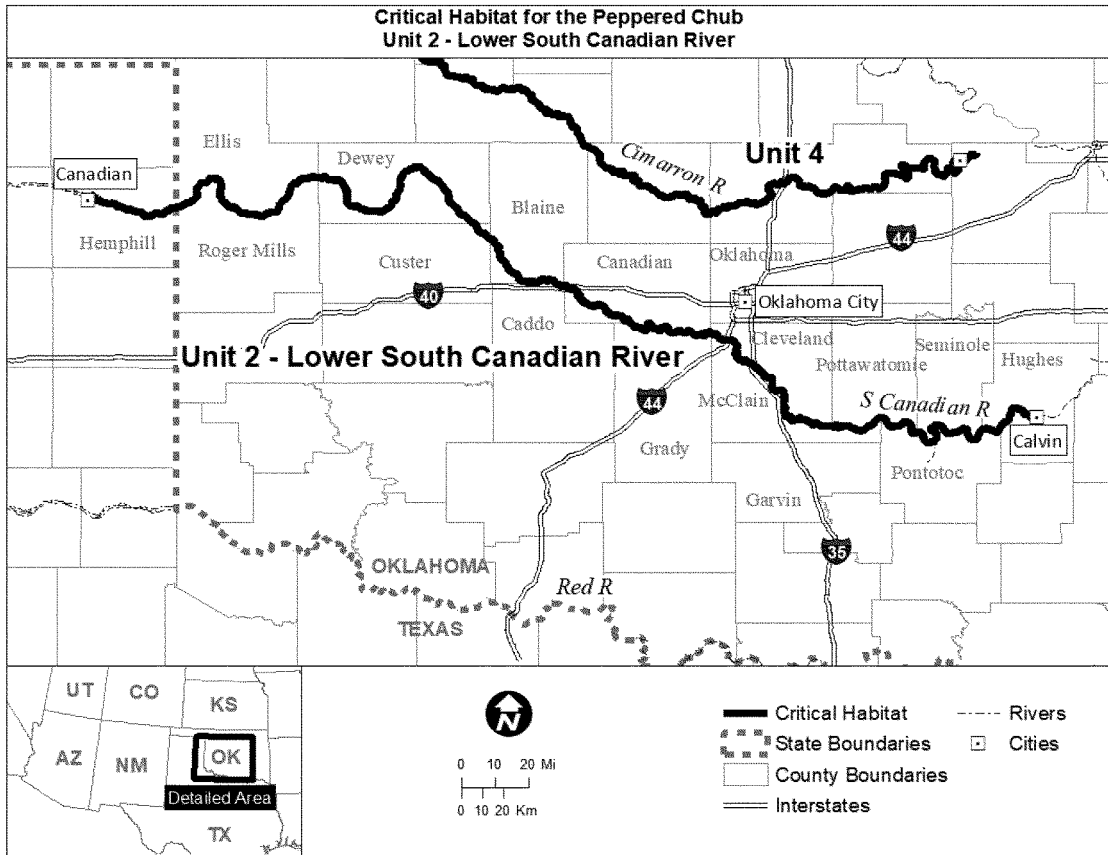 Critical Habitat for the Peppered Chub
Unit 2 - Lower South Canadian River
Ellis
Dewey
Canadian
Cimarron R
Unit 4
Blaine
Hemphill
Roger Mills
Custer
Canadian
Oklahoma
44
40
Oklahoma City
Caddo
Cleveland
Seminole
Unit 2 - Lower South Canadian River
Pottawatomie
Hughes
44
McClain
S Canadian R
Calvin
Grady
Pontotoc
Garvin
35
OKLAHOMA
Red R
TEXAS
UT
CO
KS
AZ
NM
OK
Detailed Area
TX
N
0 10 20 Mi
0 10 20 Km
Critical Habitat
State Boundaries
County Boundaries
Interstates
Rivers
Cities